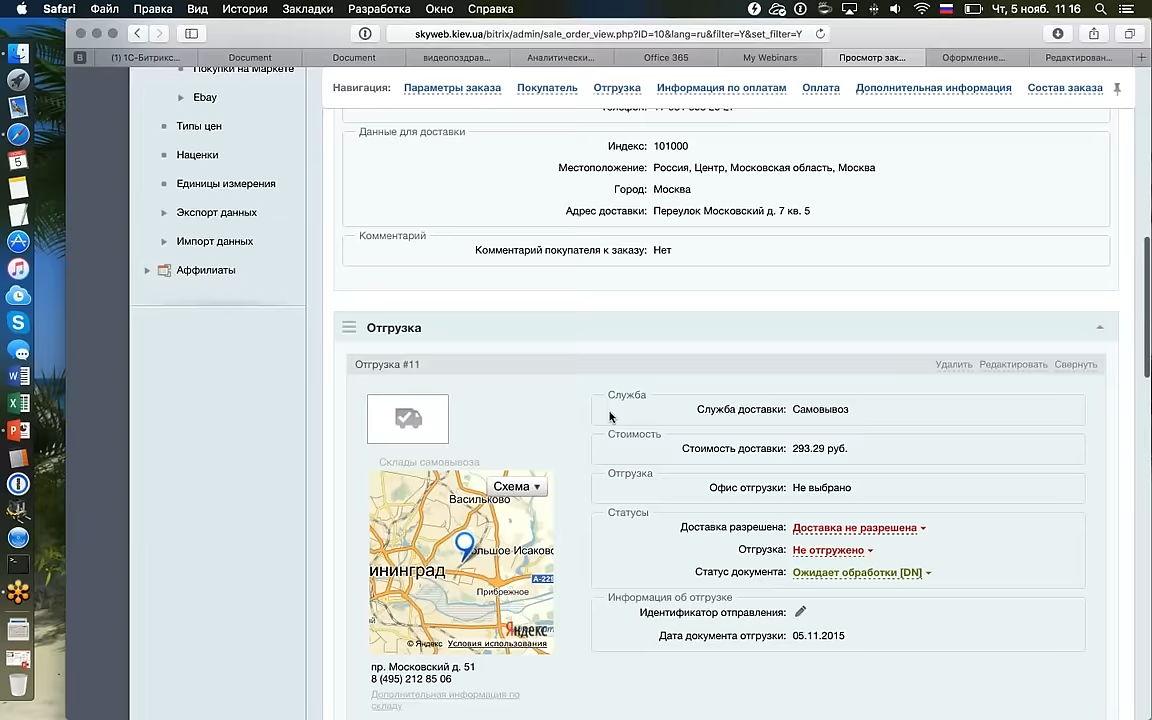 Safari Файл Правка Вид История Закладки Разработка Окно Справка Чт, 5 нояб. 11 16
skyweb.kiev.ua/bitrix/admin/sale_order_view.php?ID=10&lang=ru&filter=Y&set_filter=Y
B (1) 1С-Битрикс... Document Document видеопоздрав... Аналитически... Office 365 My Webinars Просмотр зак... Оформление... Редактирован...
Покупки на Маркете
Ebay
Типы цен
Наценки
Единицы измерения
Экспорт данных
Импорт данных
Аффилиаты
Навигация: Параметры заказа Покупатель Отгрузка Информация по оплатам Оплата Дополнительная информация Состав заказа
Данные для доставки
Индекс: 101000
Местоположение: Россия, Центр, Московская область, Москва
Город: Москва
Адрес доставки: Переулок Московский д. 7 кв. 5
Комментарий
Комментарий покупателя к заказу: Нет
Отгрузка
Отгрузка #11 Удалить Редактировать Свернуть
Служба
Служба доставки: Самовывоз
Стоимость
Стоимость доставки: 293.29 руб.
Отгрузка
Офис отгрузки: Не выбрано
Статусы
Доставка разрешена: Доставка не разрешена
Отгрузка: Не отгружено
Статус документа: Ожидает обработки [DN]
Информация об отгрузке
Идентификатор отправления:
Дата документа отгрузки: 05.11.2015
Склады самовывоза
Схема
Васильково
ольшое-Исаково
ининград
А-229
Прибрежное
Яндекс
© Яндекс Условия использования
пр. Московский д. 51
8 (495) 212 85 06
Дополнительная информация по
складу